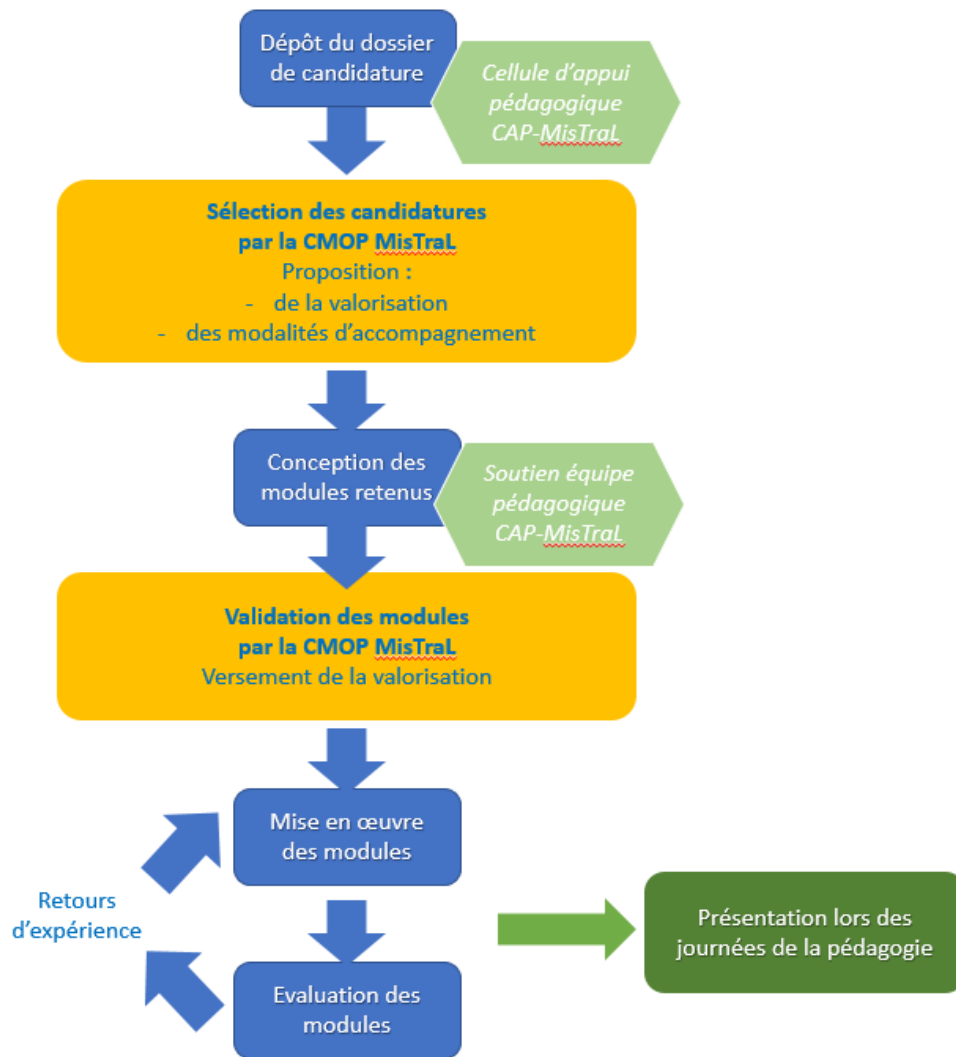 Dépôt du dossier
de candidature
Cellule d'appui
pédagogique
CAP-MisTraL
Sélection des candidatures
par la CMOP MisTraL
Proposition :
- de la valorisation
- des modalités d'accompagnement
Conception des
modules retenus
Soutien équipe
pédagogique
CAP-MisTraL
Validation des modules
par la CMOP MisTraL
Versement de la valorisation
Mise en œuvre
des modules
Retours
d'expérience
Présentation lors des
journées de la pédagogie
Evaluation des
modules